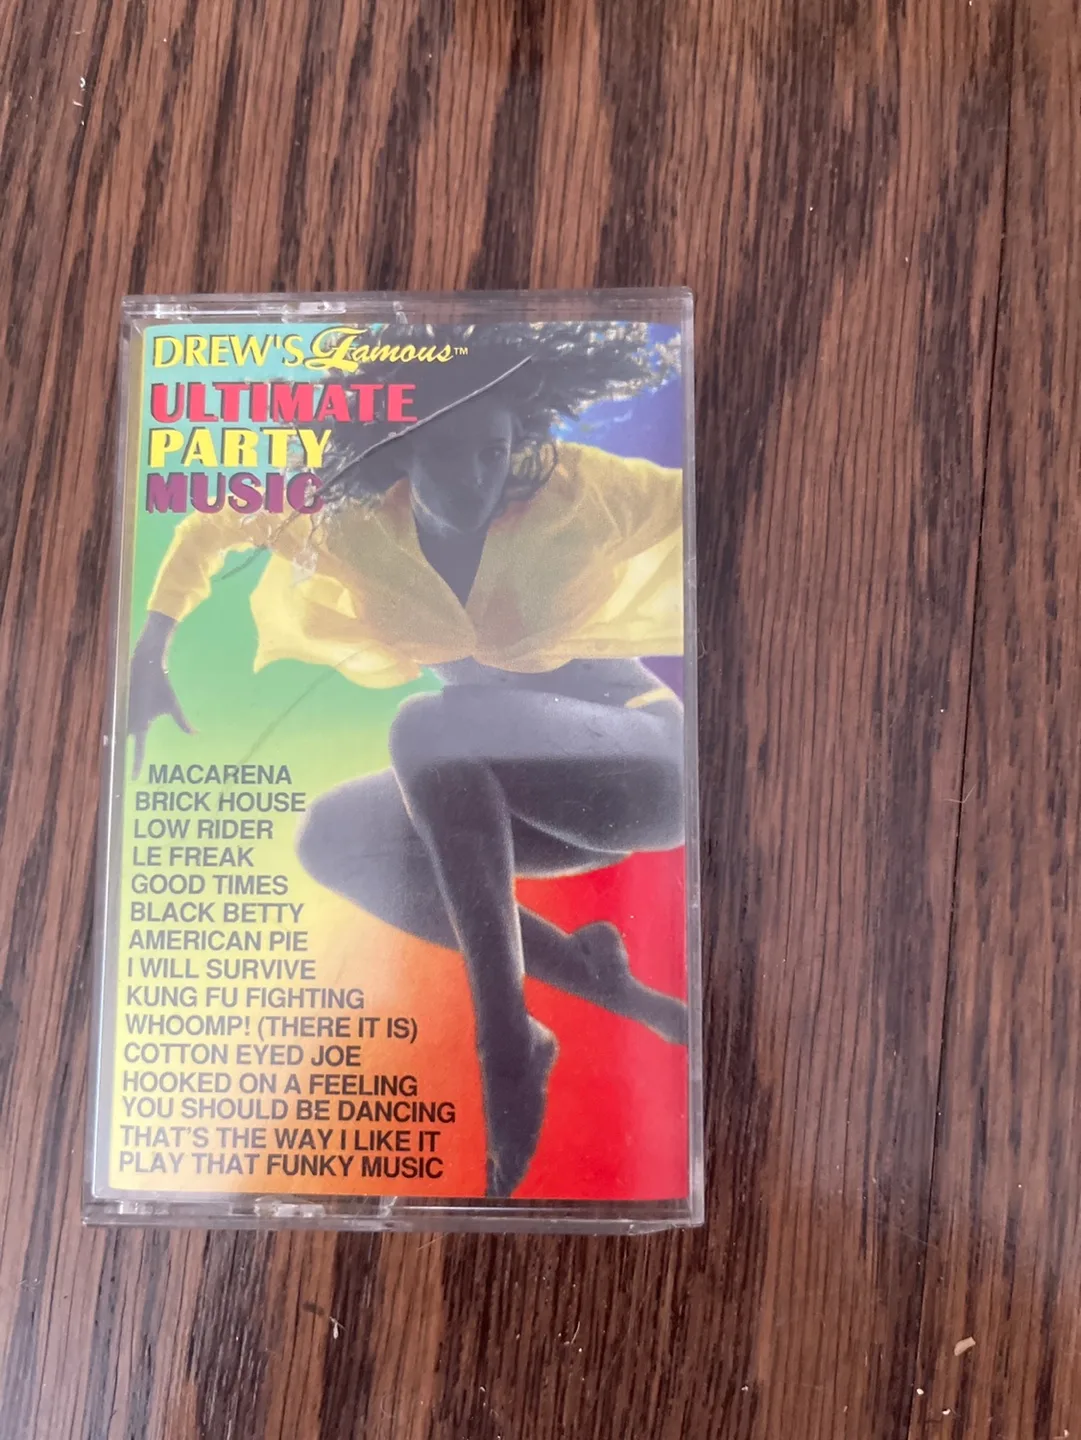 DREW'S Famous™
ULTIMATE
PARTY
MUSIC
MACARENA
BRICK HOUSE
LOW RIDER
LE FREAK
GOOD TIMES
BLACK BETTY
AMERICAN PIE
I WILL SURVIVE
KUNG FU FIGHTING
WHOOMP! (THERE IT IS)
COTTON EYED JOE
HOOKED ON A FEELING
YOU SHOULD BE DANCING
THAT'S THE WAY I LIKE IT
PLAY THAT FUNKY MUSIC